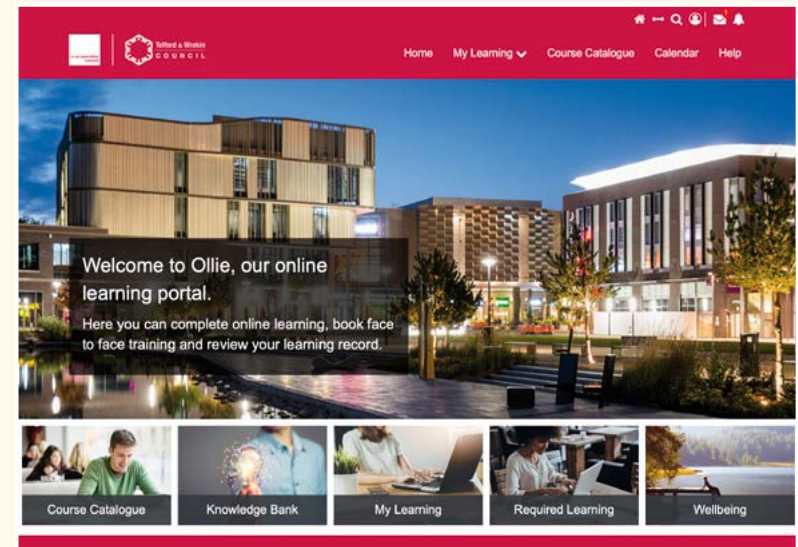 Telford & Wrekin
COUNCIL
Home My Learning Course Catalogue Calendar Help
Welcome to Ollie, our online
learning portal.
Here you can complete online learning, book face
to face training and review your learning record.
Course Catalogue Knowledge Bank My Learning Required Learning Wellbeing